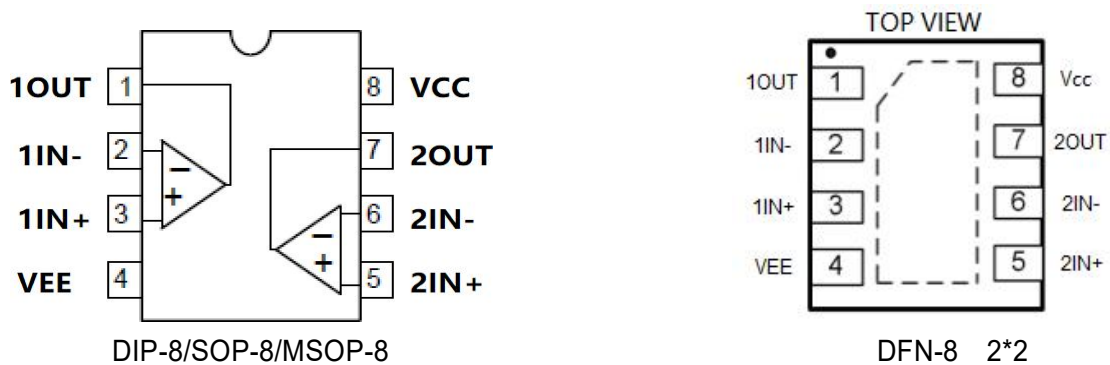 TOP VIEW
1OUT 1 8 VCC
1IN- 2 7 2OUT
1IN+ 3 6 2IN-
VEE 4 5 2IN+
− + − +
DIP-8/SOP-8/MSOP-8
1OUT 1 8 Vcc
1IN- 2 7 2OUT
1IN+ 3 6 2IN-
VEE 4 5 2IN+
DFN-8 2*2